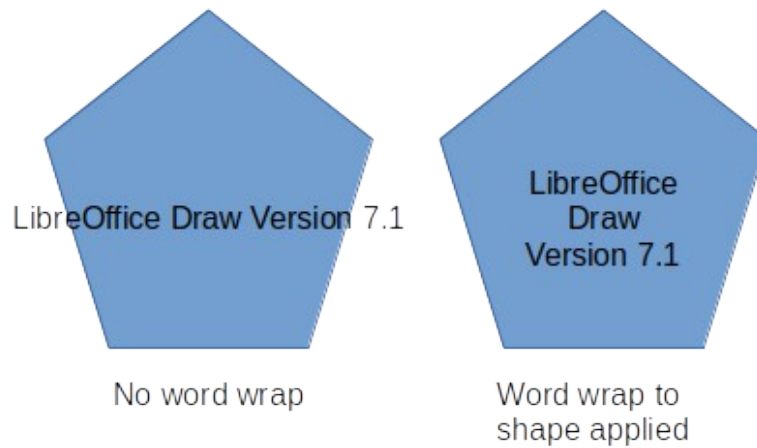 LibreOffice Draw Version 7.1
LibreOffice
Draw
Version 7.1
No word wrap
Word wrap to
shape applied